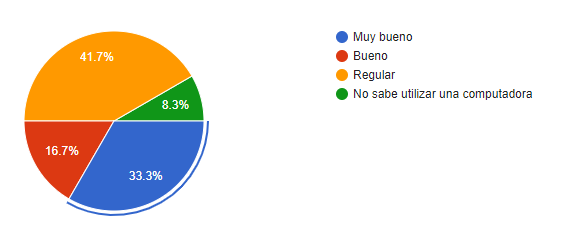 41.7%
8.3%
16.7%
33.3%
Muy bueno
Bueno
Regular
No sabe utilizar una computadora